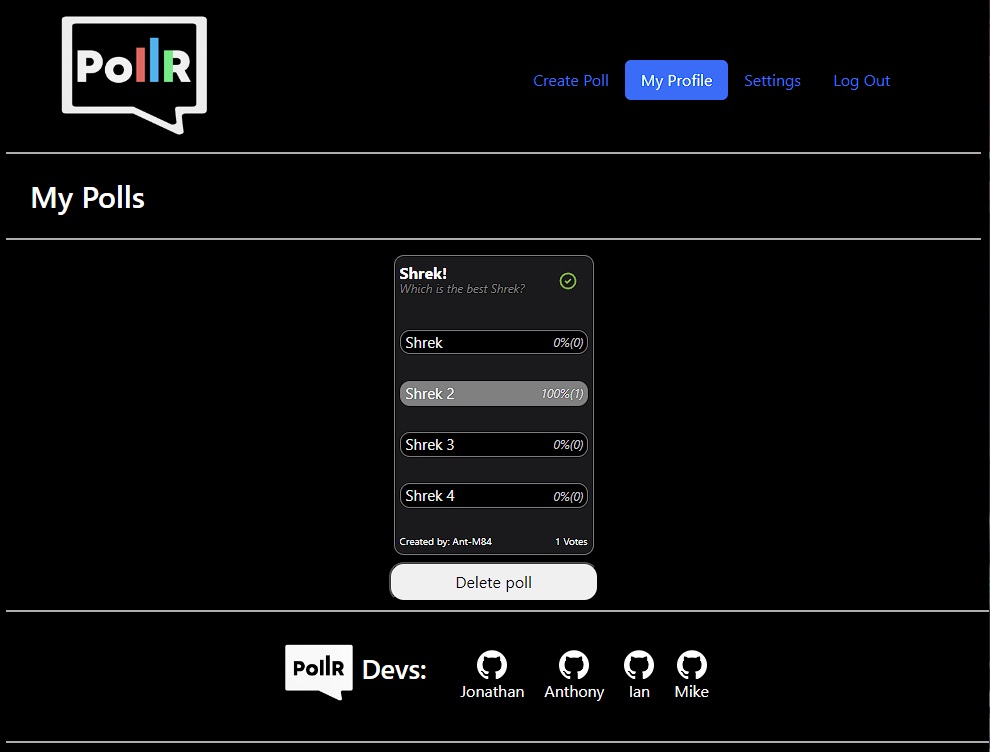 PollR
Create Poll My Profile Settings Log Out
My Polls
Shrek!
Which is the best Shrek?
Shrek 0%(0)
Shrek 2 100%(1)
Shrek 3 0%(0)
Shrek 4 0%(0)
Created by: Ant-M84 1 Votes
Delete poll
PollR Devs:
Jonathan Anthony Ian Mike